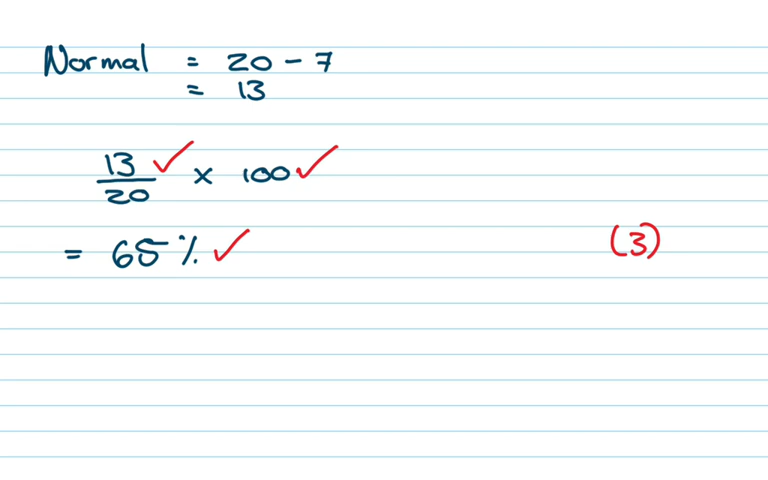 Normal = 20 - 7
= 13
13 ✓
20
× 100 ✓
= 65% ✓
(3)